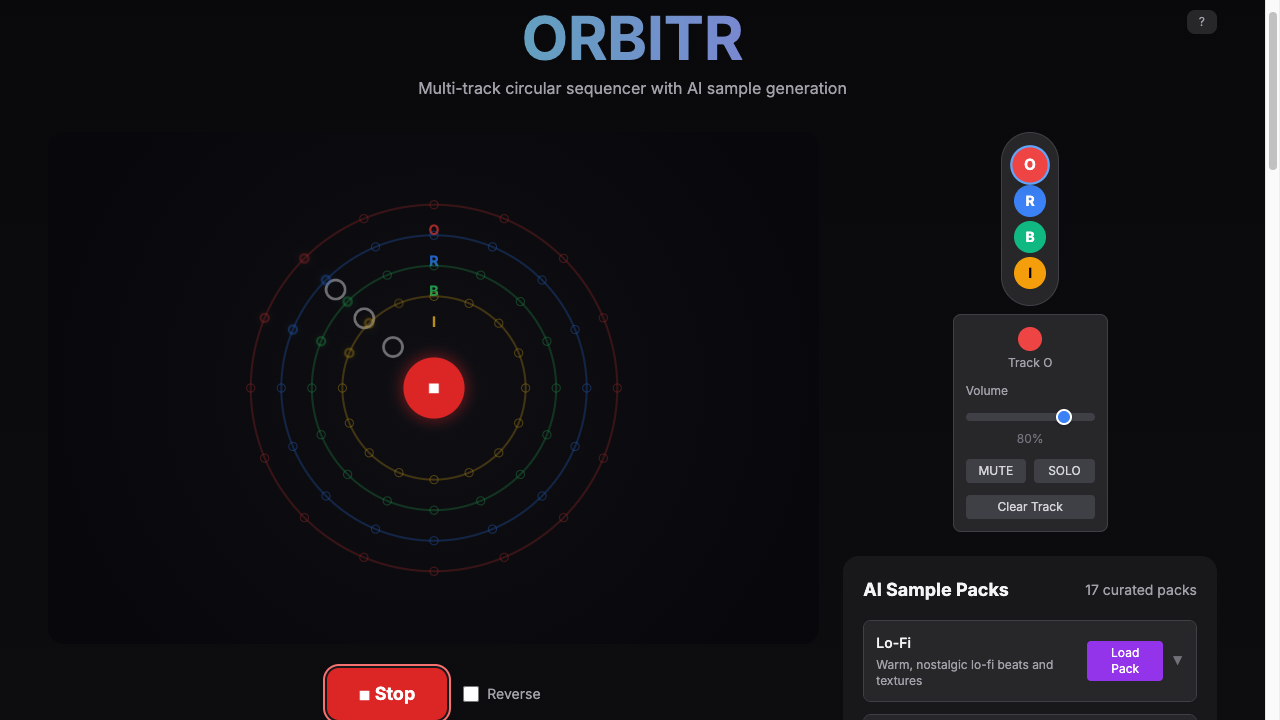 ORBITR
?
Multi-track circular sequencer with AI sample generation
O
R
B
I
O
R
B
I
Track O
Volume
80%
MUTE SOLO
Clear Track
AI Sample Packs 17 curated packs
Lo-Fi
Warm, nostalgic lo-fi beats and
textures
Load
Pack
Stop
Reverse